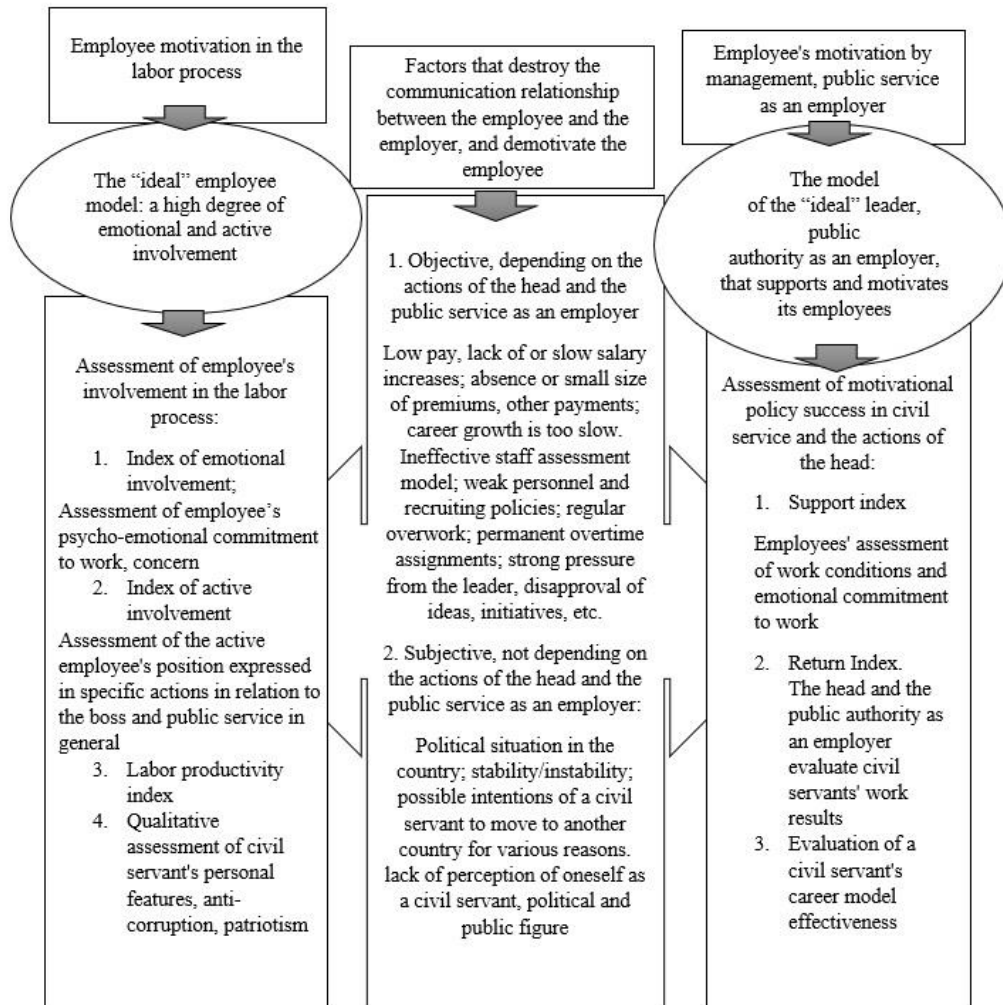 Employee motivation in the
labor process
The “ideal” employee
model: a high degree of
emotional and active
involvement
Assessment of employee's
involvement in the labor
process:
1. Index of emotional
involvement;
Assessment of employee’s
psycho-emotional commitment
to work, concern
2. Index of active
involvement
Assessment of the active
employee's position expressed
in specific actions in relation to
the boss and public service in
general
3. Labor productivity
index
4. Qualitative
assessment of civil
servant's personal
features, anti-
corruption, patriotism
Factors that destroy the
communication relationship
between the employee and the
employer, and demotivate the
employee
1. Objective, depending on the
actions of the head and the
public service as an employer
Low pay, lack of or slow salary
increases; absence or small size
of premiums, other payments;
career growth is too slow.
Ineffective staff assessment
model; weak personnel and
recruiting policies; regular
overwork; permanent overtime
assignments; strong pressure
from the leader, disapproval of
ideas, initiatives, etc.
2. Subjective, not depending on
the actions of the head and the
public service as an employer:
Political situation in the
country; stability/instability;
possible intentions of a civil
servant to move to another
country for various reasons.
lack of perception of oneself as
a civil servant, political and
public figure
Employee's motivation by
management, public service
as an employer
The model
of the “ideal” leader,
public
authority as an employer,
that supports and motivates
its employees
Assessment of motivational
policy success in civil
service and the actions of
the head:
1. Support index
Employees' assessment
of work conditions and
emotional commitment
to work
2. Return Index.
The head and the
public authority as
an employer
evaluate civil
servants' work
results
3. Evaluation of a
civil servant's
career model
effectiveness